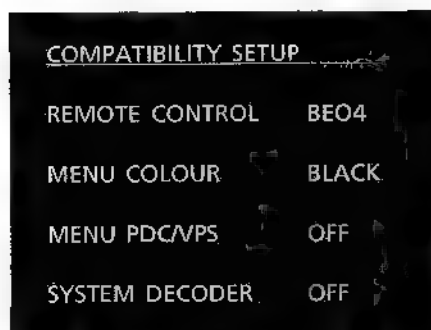 COMPATIBILITY SETUP
REMOTE CONTROL BEO4
MENU COLOUR BLACK
MENU PDC/VPS OFF
SYSTEM DECODER OFF